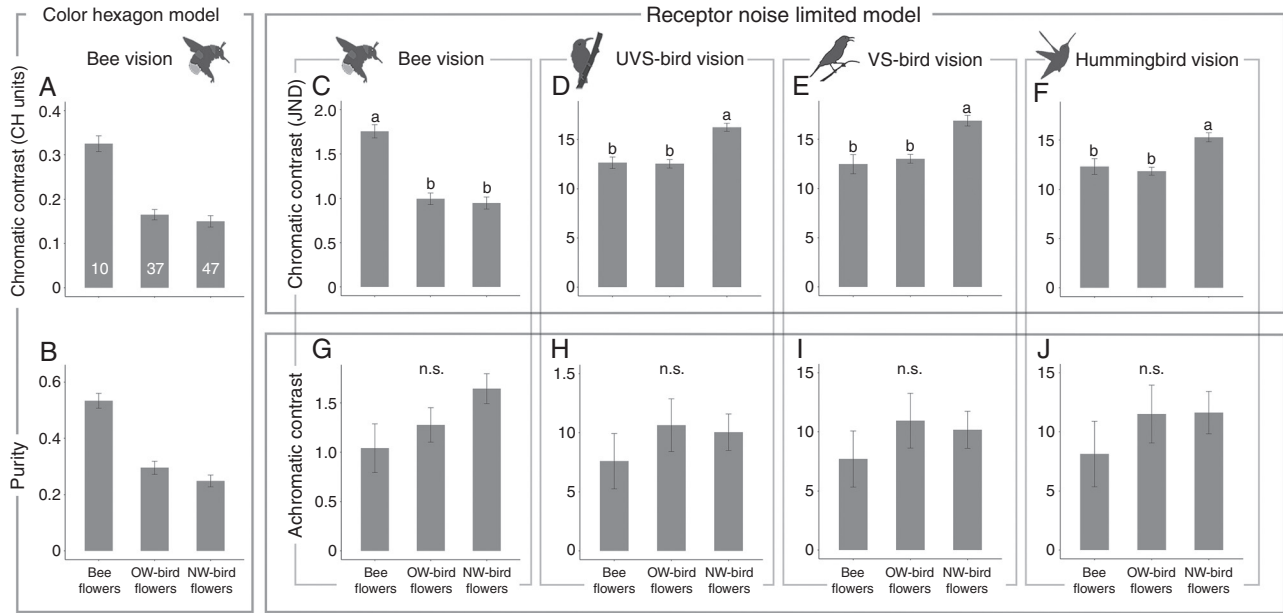 Color hexagon model
Receptor noise limited model
Bee vision
Bee vision
UVS-bird vision
VS-bird vision
Hummingbird vision
A
Chromatic contrast (CH units)
0.4
0.3
0.2
0.1
0
10
37
47
C
Chromatic contrast (JND)
2.0
1.5
1.0
0.5
0
a
b
b
D
15
10
5
0
b
b
a
E
15
10
5
0
b
b
a
F
15
10
5
0
b
b
a
B
Purity
0.6
0.4
0.2
0
Bee flowers
OW-bird flowers
NW-bird flowers
G
Achromatic contrast
n.s.
1.5
1.0
0.5
0
Bee flowers
OW-bird flowers
NW-bird flowers
H
n.s.
15
10
5
0
Bee flowers
OW-bird flowers
NW-bird flowers
I
n.s.
15
10
5
0
Bee flowers
OW-bird flowers
NW-bird flowers
J
n.s.
15
10
5
0
Bee flowers
OW-bird flowers
NW-bird flowers